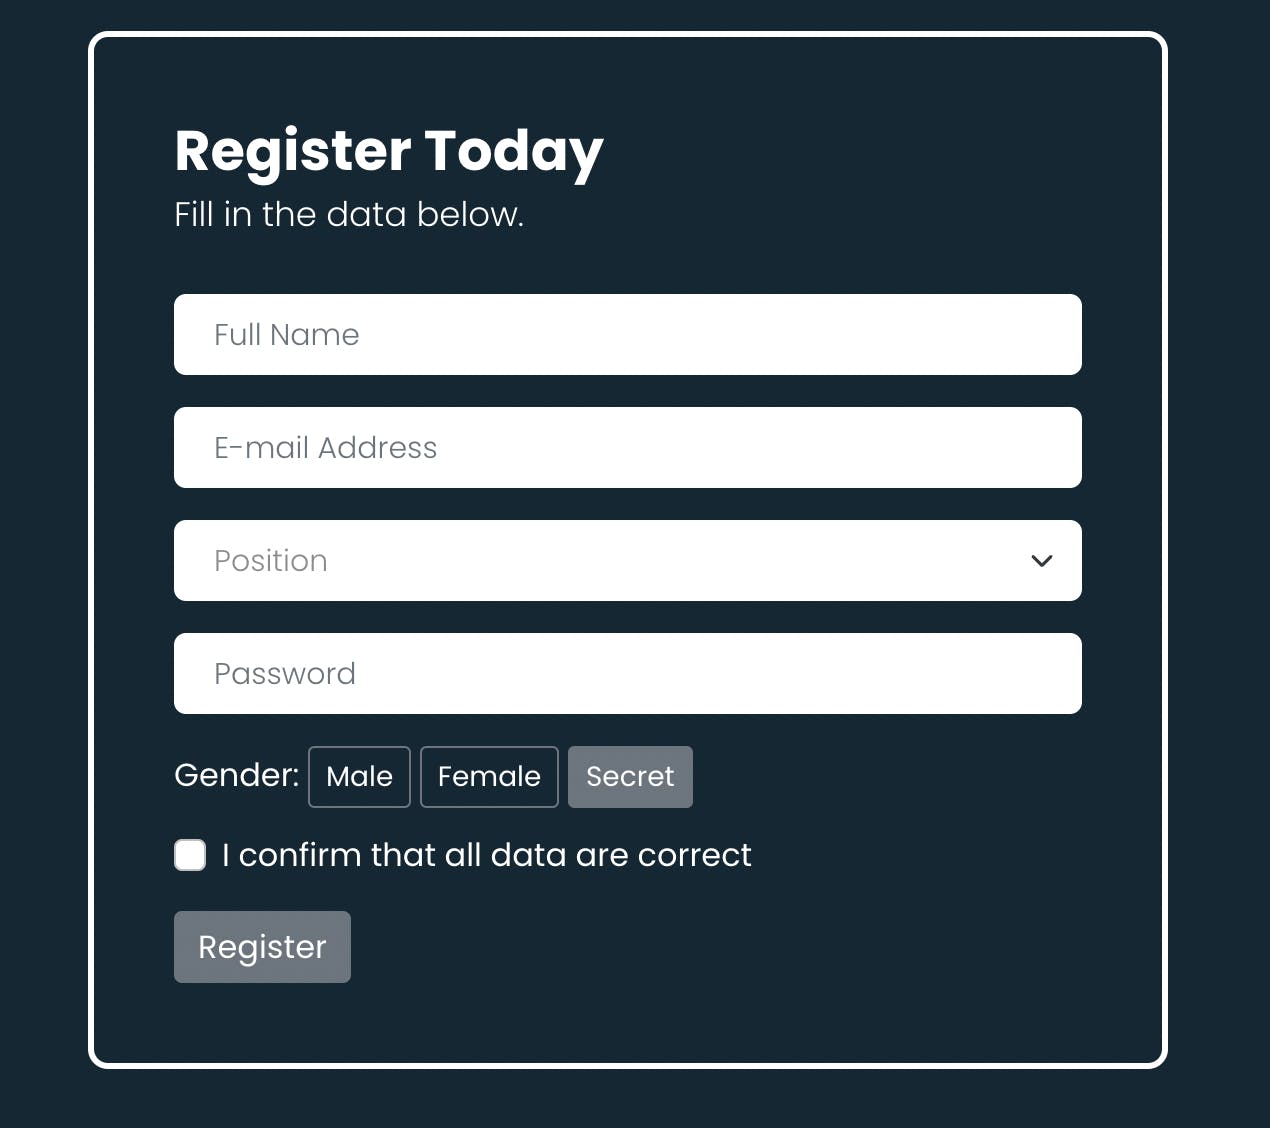 Register Today
Fill in the data below.
Full Name
E-mail Address
Position
Password
Gender: Male Female Secret
I confirm that all data are correct
Register